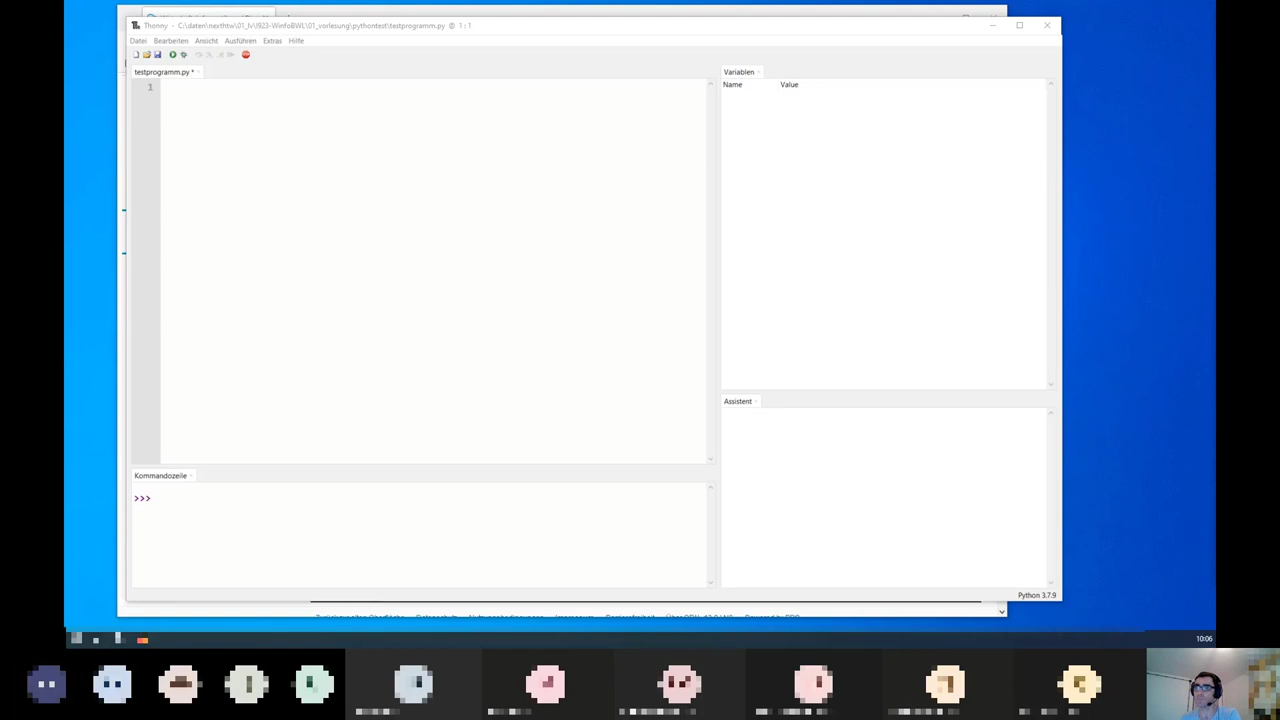 Thonny - C:\daten\nexthtw\01_lv\I923-WinfoBWL\01_vorlesung\pythontest\testprogramm.py @ 1 : 1
Datei Bearbeiten Ansicht Ausführen Extras Hilfe
testprogramm.py *
1
Variablen
Name Value
Assistent
Kommandozeile
>>>
Python 3.7.9
10:06